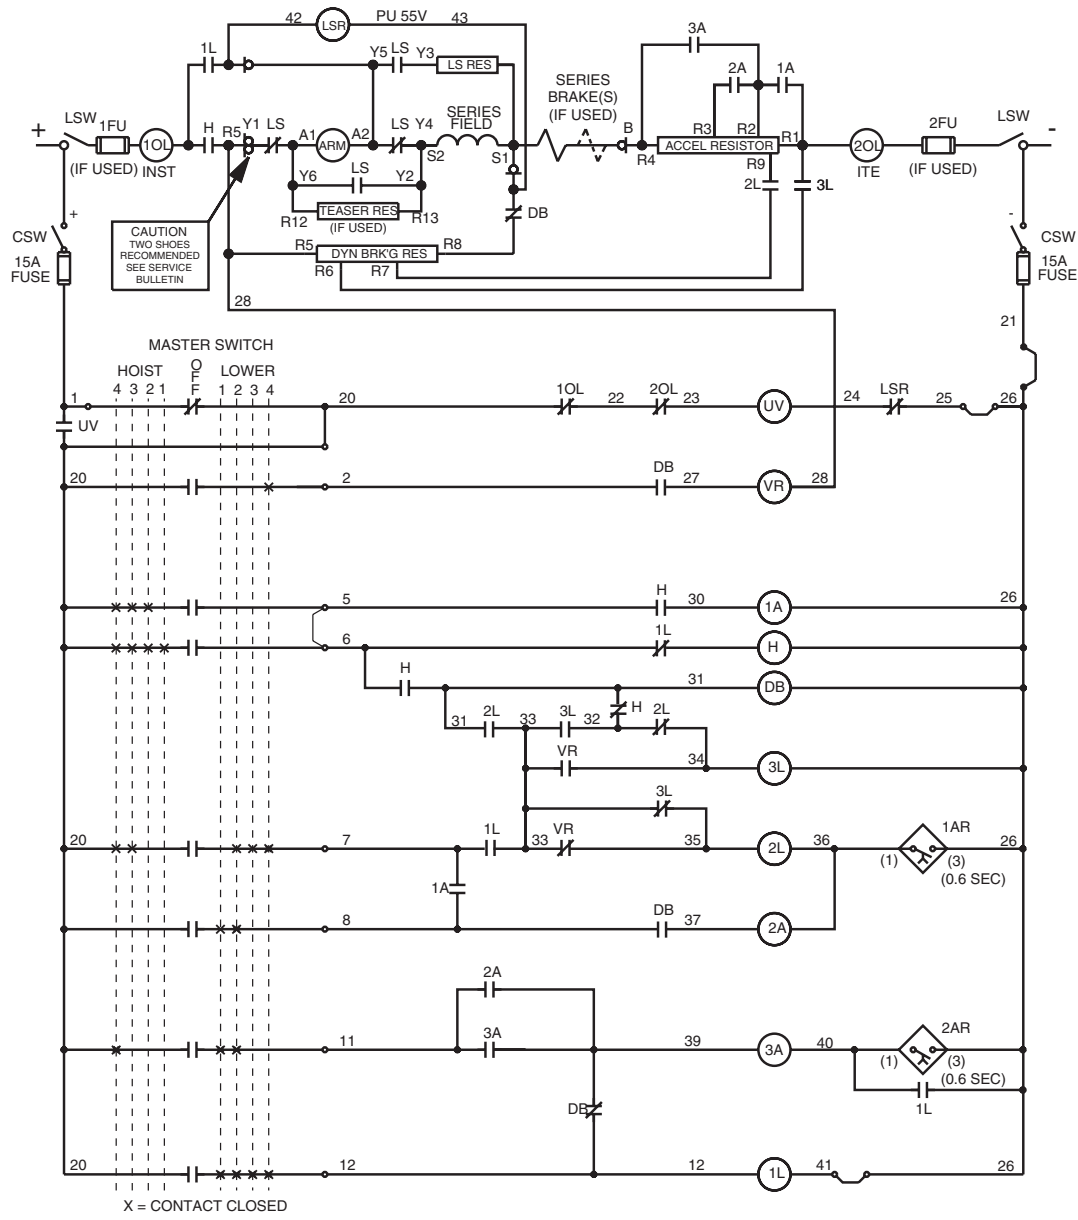 42 LSR PU 55V 43
3A
1L Y5 LS Y3 LS RES
2A 1A
SERIES
BRAKE(S)
(IF USED)
LSW 1FU H R5 Y1 LS A1 ARM A2 LS Y4 SERIES
FIELD
+ 1OL S2 S1 B R4 R3 R2 R1
ACCEL RESISTOR
R9
2OL 2FU LSW -
(IF USED) INST ITE (IF USED)
Y6 LS Y2 2L 3L
R12 TEASER RES R13
(IF USED)
DB
CAUTION
TWO SHOES
RECOMMENDED
SEE SERVICE
BULLETIN
R5 DYN BRK'G RES R8
R6 R7
+ CSW
15A
FUSE
- CSW
15A
FUSE
28
21
MASTER SWITCH
HOIST OFF LOWER
4 3 2 1 1 2 3 4
1 20 1OL 22 2OL 23 UV 24 LSR 25 26
UV
20 2 DB 27 VR 28
5 H 30 1A 26
6 1L H
H 31 DB
31 2L 33 3L 32 H 2L
VR 34 3L
3L 1AR
20 7 1L 33 VR 35 2L 36 (1) (3) 26
(0.6 SEC)
1A
8 DB 37 2A
2A
11 3A 39 3A 40 2AR
(1) (3)
(0.6 SEC)
1L
DB
20 12 12 1L 41 26
X = CONTACT CLOSED